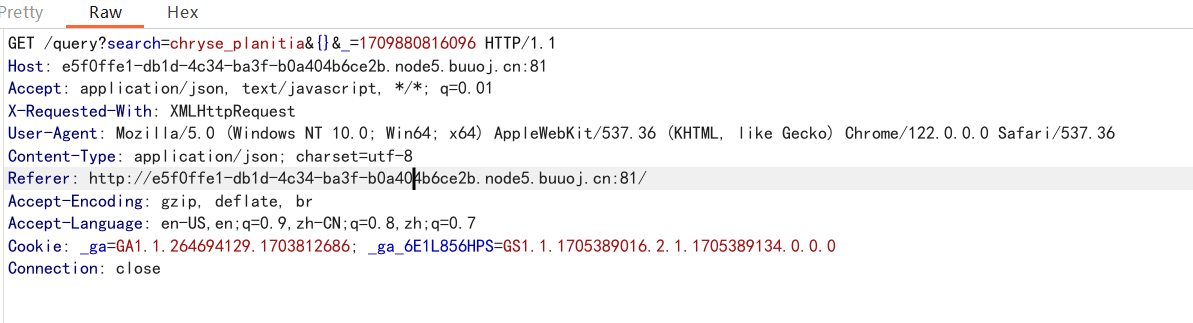 Pretty Raw Hex
GET /query?search=chryse_planitia&{}&_=1709880816096 HTTP/1.1
Host: e5f0ffe1-db1d-4c34-ba3f-b0a404b6ce2b.node5.buuoj.cn:81
Accept: application/json, text/javascript, */*; q=0.01
X-Requested-With: XMLHttpRequest
User-Agent: Mozilla/5.0 (Windows NT 10.0; Win64; x64) AppleWebKit/537.36 (KHTML, like Gecko) Chrome/122.0.0.0 Safari/537.36
Content-Type: application/json; charset=utf-8
Referer: http://e5f0ffe1-db1d-4c34-ba3f-b0a404b6ce2b.node5.buuoj.cn:81/
Accept-Encoding: gzip, deflate, br
Accept-Language: en-US,en;q=0.9,zh-CN;q=0.8,zh;q=0.7
Cookie: _ga=GA1.1.264694129.1703812686; _ga_6E1L856HPS=GS1.1.1705389016.2.1.1705389134.0.0.0
Connection: close